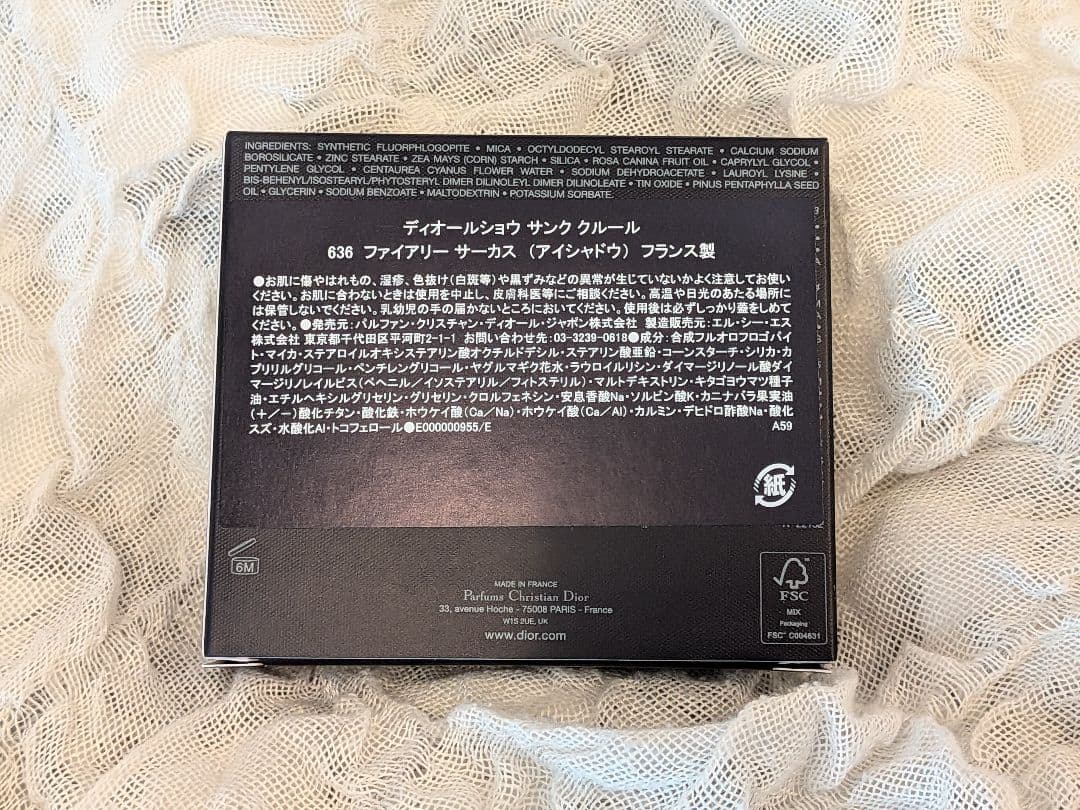 INGREDIENTS: SYNTHETIC FLUORPHLOGOPITE • MICA • OCTYLDODECYL STEAROYL STEARATE • CALCIUM SODIUM
BOROSILICATE • ZINC STEARATE • ZEA MAYS (CORN) STARCH • SILICA • ROSA CANINA FRUIT OIL • CAPRYLYL GLYCOL •
PENTYLENE GLYCOL • CENTAUREA CYANUS FLOWER WATER • SODIUM DEHYDROACETATE • LAUROYL LYSINE •
BIS-BEHENYL/ISOSTEARYL/PHYTOSTERYL DIMER DILINOLEYL DIMER DILINOLEATE • TIN OXIDE • PINUS PENTAPHYLLA SEED
OIL • GLYCERIN • SODIUM BENZOATE • MALTODEXTRIN • POTASSIUM SORBATE.
ディオールショウ サンク クルール
636 ファイアリー サーカス (アイシャドウ) フランス製
●お肌に傷やはれもの、湿疹、色抜け(白斑等)や黒ずみなどの異常が生じていないかよく注意してお使い
ください。お肌に合わないときは使用を中止し、皮膚科医等にご相談ください。高温や日光のあたる場所に
は保管しないでください。乳幼児の手の届かないところにおいてください。使用後は必ずしっかり蓋をしめて
ください。●発売元:パルファン・クリスチャン・ディオール・ジャポン株式会社 製造販売元:エル・シー・エス
株式会社 東京都千代田区平河町2-1-1 お問い合わせ先:03-3239-0618●成分:合成フルオロフロゴパイ
ト・マイカ・ステアロイルオキシステアリン酸オクチルドデシル・ステアリン酸亜鉛・コーンスターチ・シリカ・カ
プリリルグリコール・ペンチレングリコール・ヤグルマギク花水・ラウロイルリシン・ダイマージリノール酸ダイ
マージリノレイルビス(ベヘニル/イソステアリル/フィトステリル)・マルトデキストリン・キタゴヨウマツ種子
油・エチルヘキシルグリセリン・グリセリン・クロルフェネシン・安息香酸Na・ソルビン酸K・カニナバラ果実油
(+/-)酸化チタン・酸化鉄・ホウケイ酸(Ca/Na)・ホウケイ酸(Ca/Al)・カルミン・デヒドロ酢酸Na・酸化
スズ・水酸化Al・トコフェロール●E000000955/E A59
紙
6M
MADE IN FRANCE
Parfums Christian Dior
33, avenue Hoche - 75008 PARIS - France
W1S 2UE, UK
www.dior.com
FSC
MIX
Packaging
FSC™ C004631